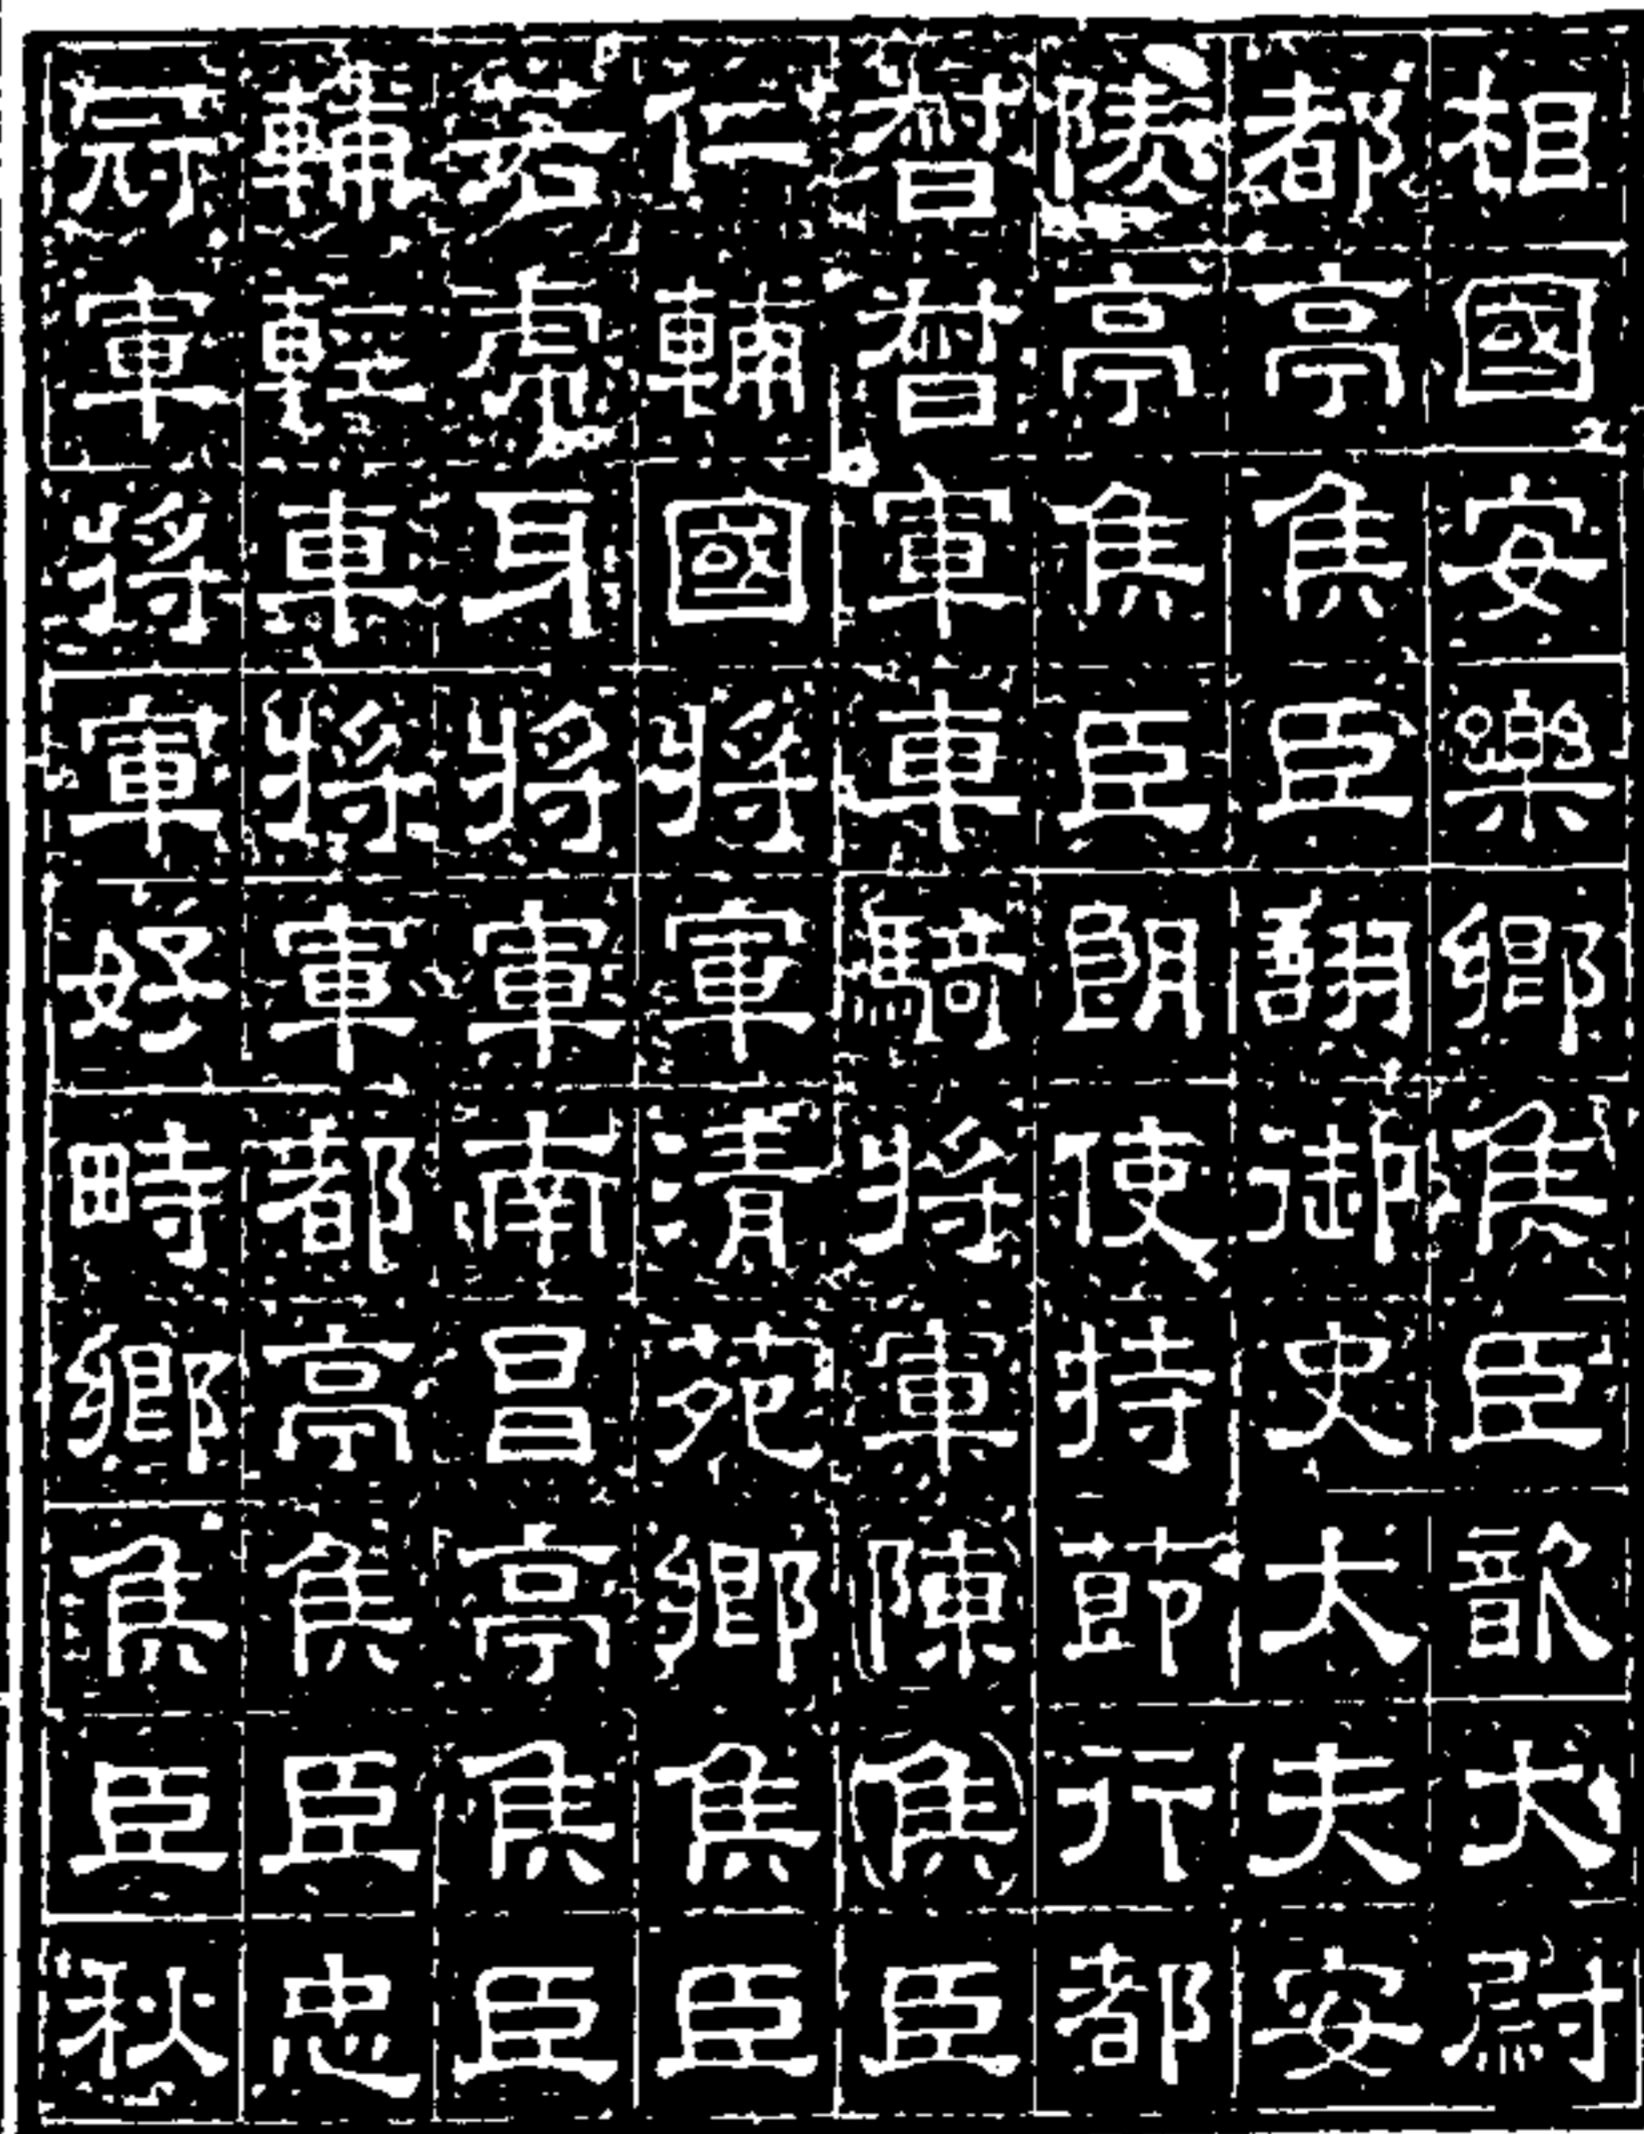 相國安樂鄉侯臣歆大尉
都亭侯臣詡御史大夫安
陵亭侯臣朗使持節行都
督督軍車騎將軍陳侯臣
仁輔國將軍清苑鄉侯臣
若虎牙將軍南昌亭侯臣
輔輕車將軍都亭侯臣忠
冠軍將軍好畤鄉侯臣秋